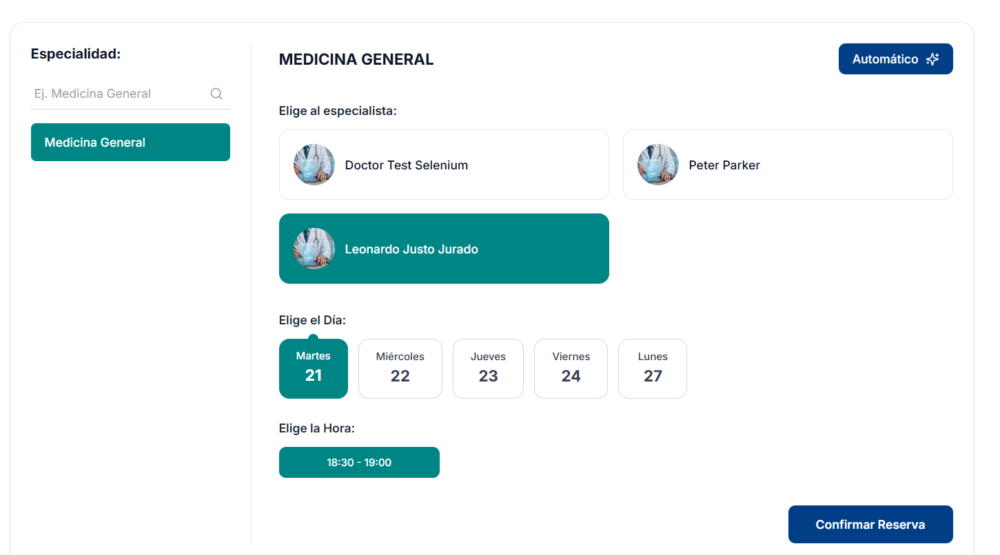 Especialidad:
Ej. Medicina General
Medicina General
MEDICINA GENERAL
Automático
Elige al especialista:
Doctor Test Selenium
Peter Parker
Leonardo Justo Jurado
Elige el Día:
Martes
21
Miércoles
22
Jueves
23
Viernes
24
Lunes
27
Elige la Hora:
18:30 - 19:00
Confirmar Reserva